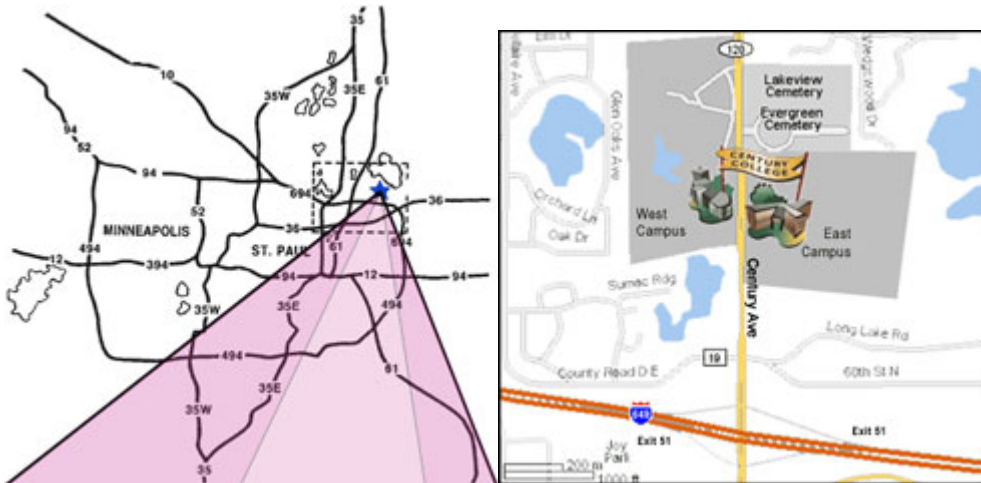 35
10
61
35W
35E
94
52
94
694
36
52
MINNEAPOLIS
36
ST. PAUL
61
694
494
12
394
94
12
94
35W
35E
494
494
61
35W
35E
35
120
Lakeview
Cemetery
Evergreen
Cemetery
Glen Oaks Ave
CENTURY
COLLEGE
Orchard Ln
Oak Dr
West
Campus
East
Campus
Sumac Rdg
Century Ave
Long Lake Rd
19
County Road D E
60th St N
Exit 51
Exit 51
Joy
Park
200 m
1000 ft